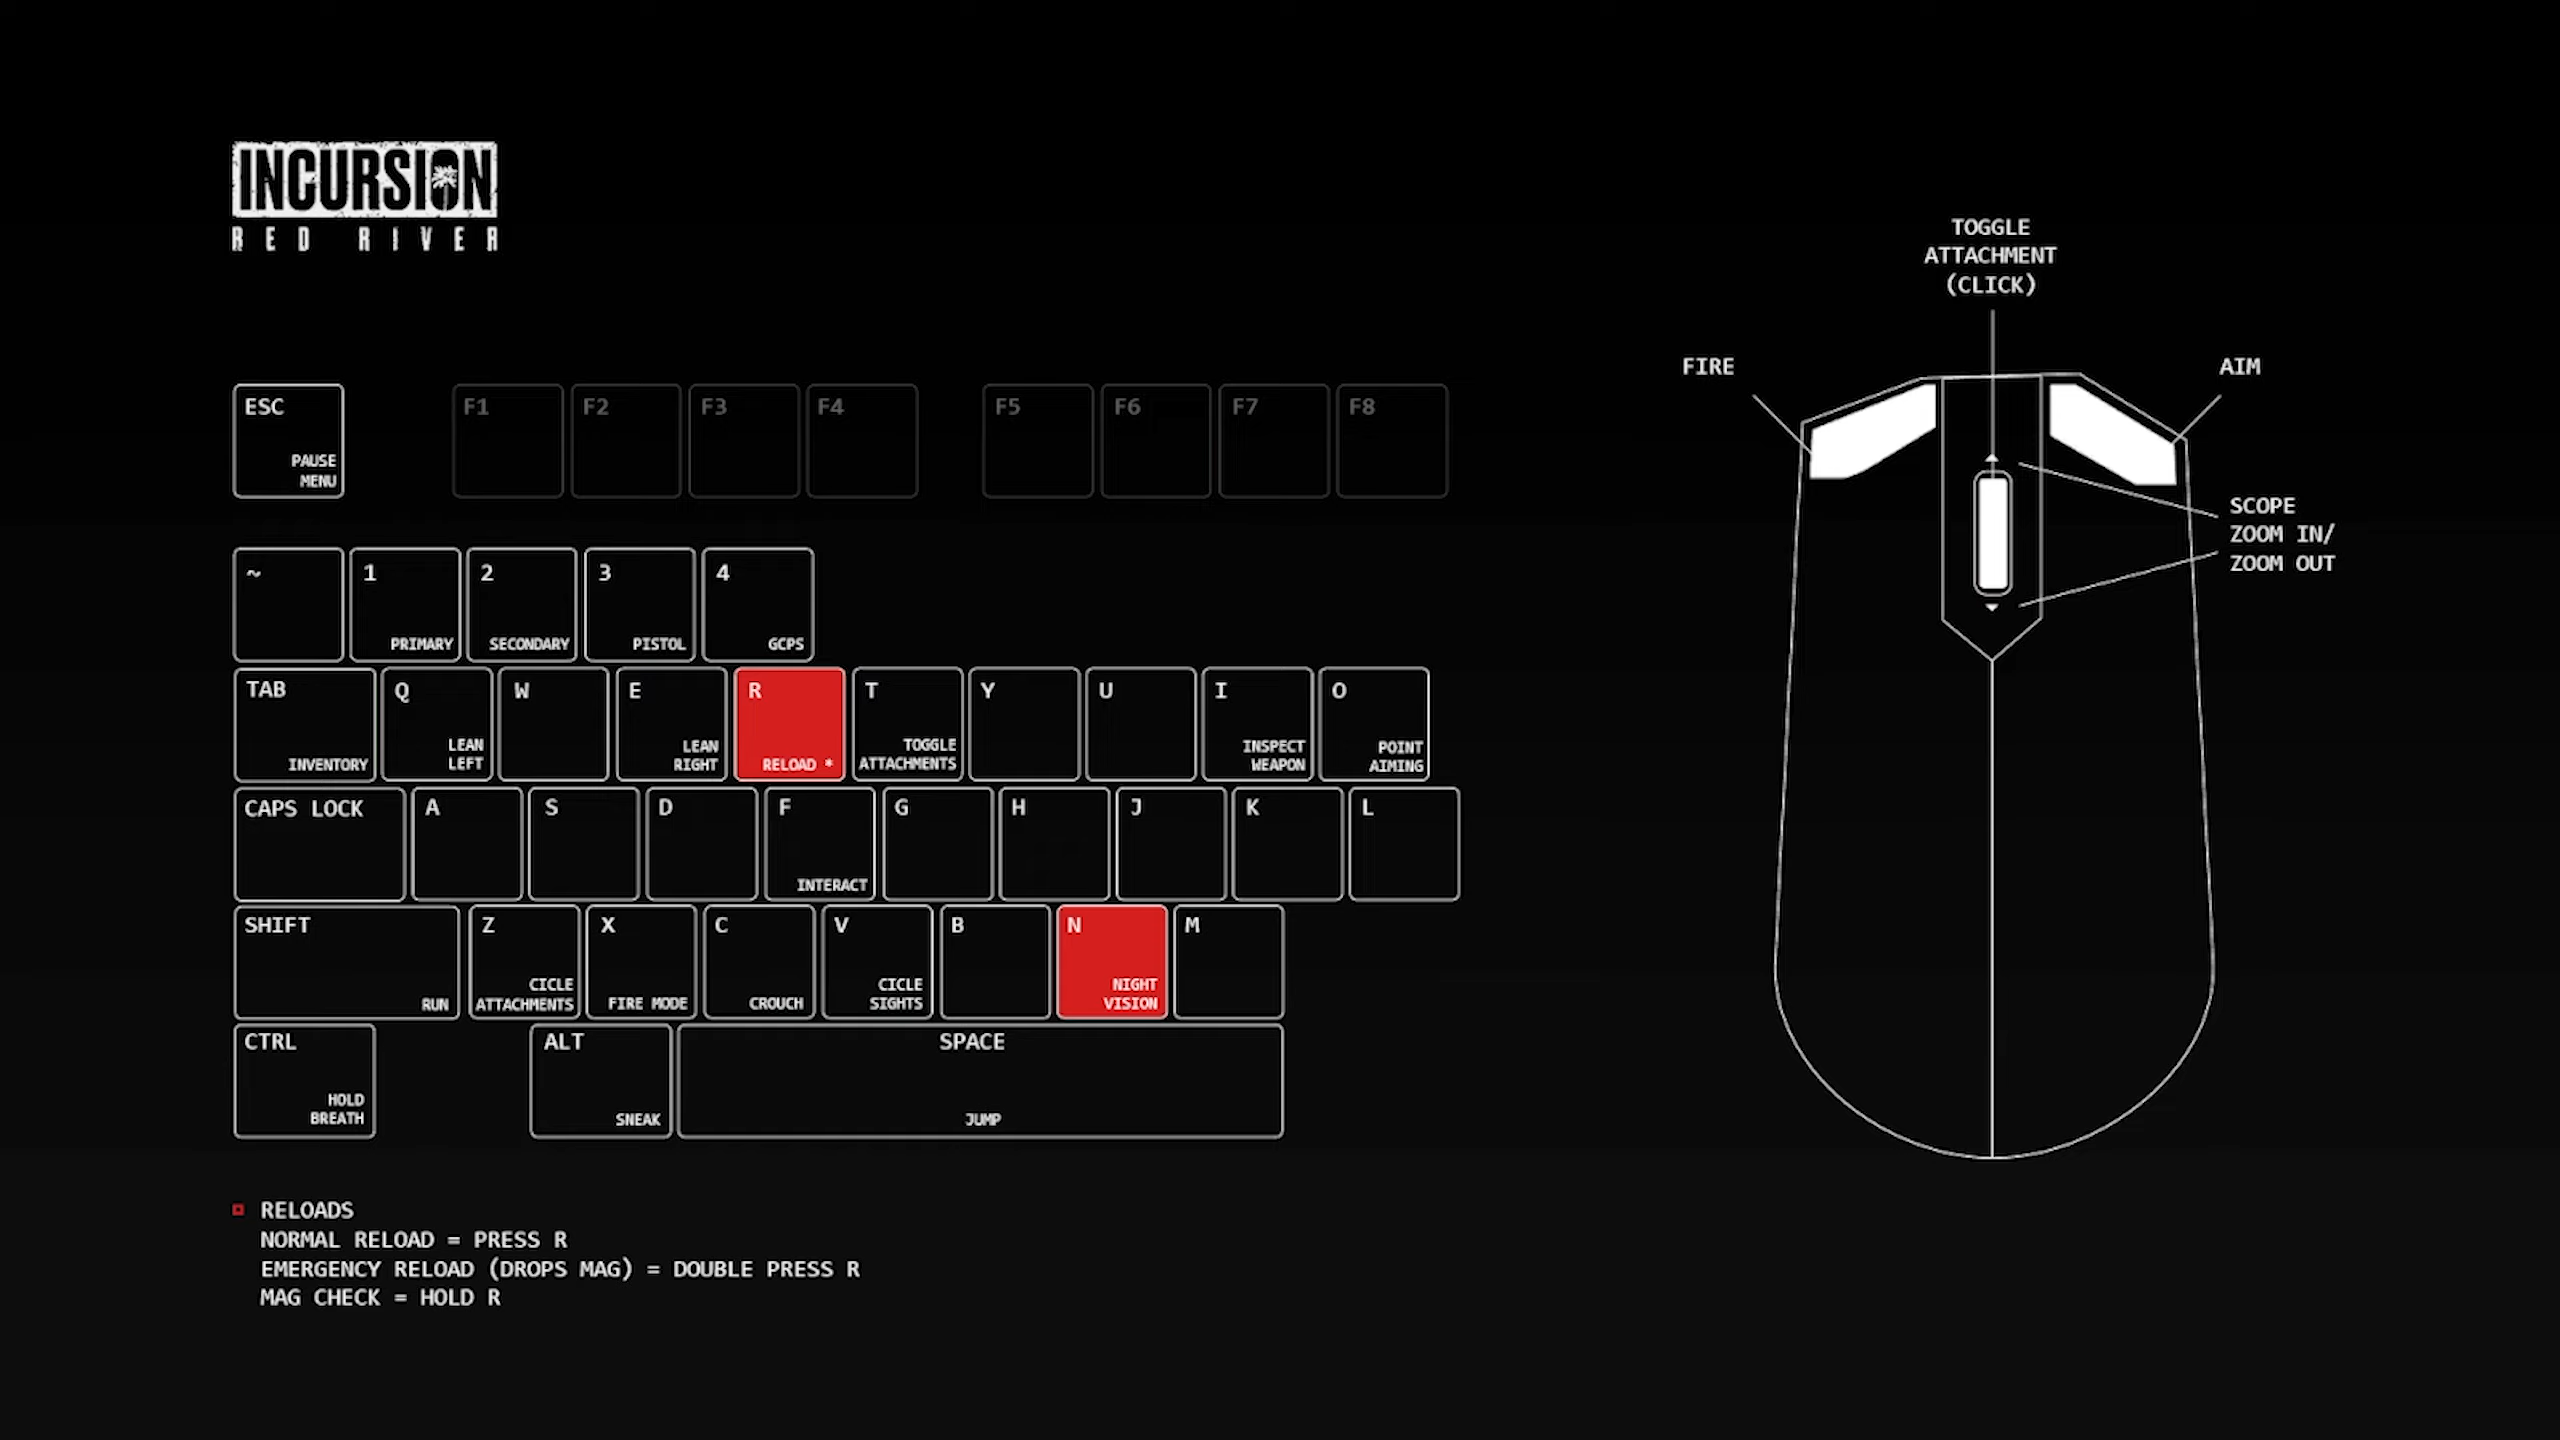 INCURSION
RED RIVER
TOGGLE
ATTACHMENT
(CLICK)
FIRE
AIM
SCOPE
ZOOM IN/
ZOOM OUT
ESC
PAUSE
MENU
F1
F2
F3
F4
F5
F6
F7
F8
~
1
PRIMARY
2
SECONDARY
3
PISTOL
4
GCPS
TAB
INVENTORY
Q
LEAN
LEFT
W
E
LEAN
RIGHT
R
RELOAD *
T
TOGGLE
ATTACHMENTS
Y
U
I
INSPECT
WEAPON
O
POINT
AIMING
CAPS LOCK
A
S
D
F
INTERACT
G
H
J
K
L
SHIFT
RUN
Z
CICLE
ATTACHMENTS
X
FIRE MODE
C
CROUCH
V
CICLE
SIGHTS
B
N
NIGHT
VISION
M
CTRL
HOLD
BREATH
ALT
SNEAK
SPACE
JUMP
RELOADS
NORMAL RELOAD = PRESS R
EMERGENCY RELOAD (DROPS MAG) = DOUBLE PRESS R
MAG CHECK = HOLD R